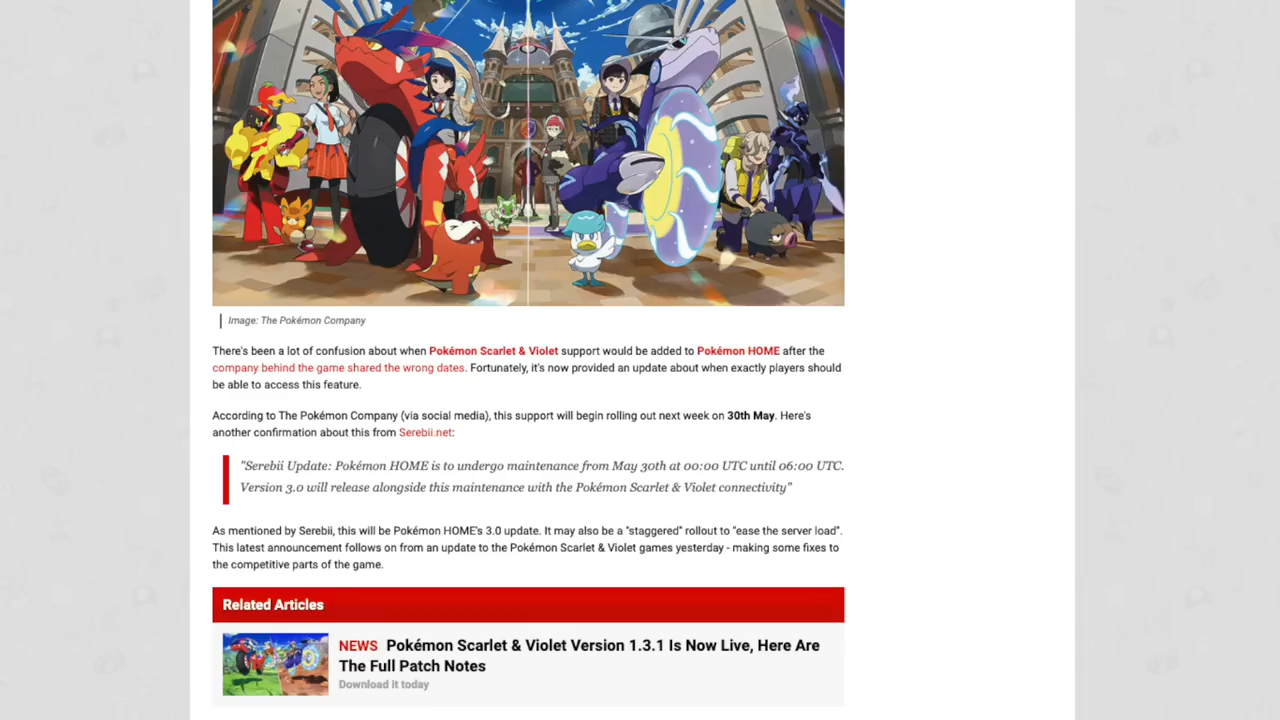 Image: The Pokémon Company
There's been a lot of confusion about when Pokémon Scarlet & Violet support would be added to Pokémon HOME after the
company behind the game shared the wrong dates. Fortunately, it's now provided an update about when exactly players should
be able to access this feature.
According to The Pokémon Company (via social media), this support will begin rolling out next week on 30th May. Here's
another confirmation about this from Serebii.net:
"Serebii Update: Pokémon HOME is to undergo maintenance from May 30th at 00:00 UTC until 06:00 UTC.
Version 3.0 will release alongside this maintenance with the Pokémon Scarlet & Violet connectivity"
As mentioned by Serebii, this will be Pokémon HOME's 3.0 update. It may also be a "staggered" rollout to "ease the server load".
This latest announcement follows on from an update to the Pokémon Scarlet & Violet games yesterday - making some fixes to
the competitive parts of the game.
Related Articles
NEWS Pokémon Scarlet & Violet Version 1.3.1 Is Now Live, Here Are
The Full Patch Notes
Download it today